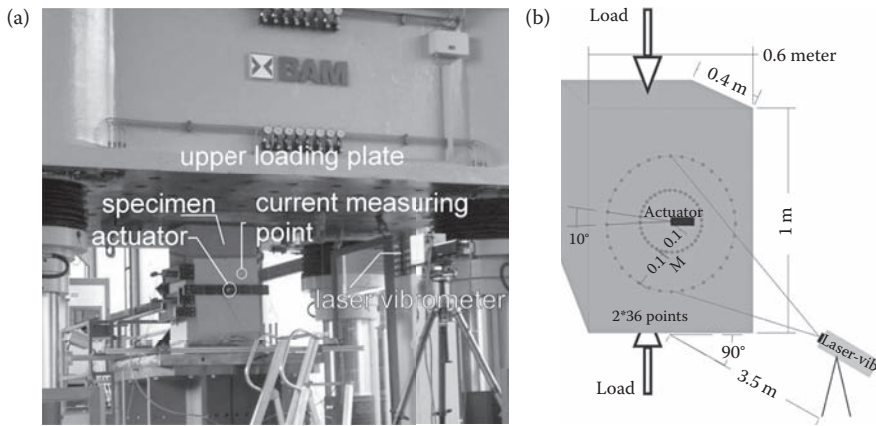 (a)
BAM
upper loading plate
specimen
actuator
current measuring
point
laser vibrometer
(b)
Load
0.6 meter
0.4 m
Actuator
10°
0.1
0.1
M
1 m
2*36 points
90°
Laser-vib
3.5 m
Load